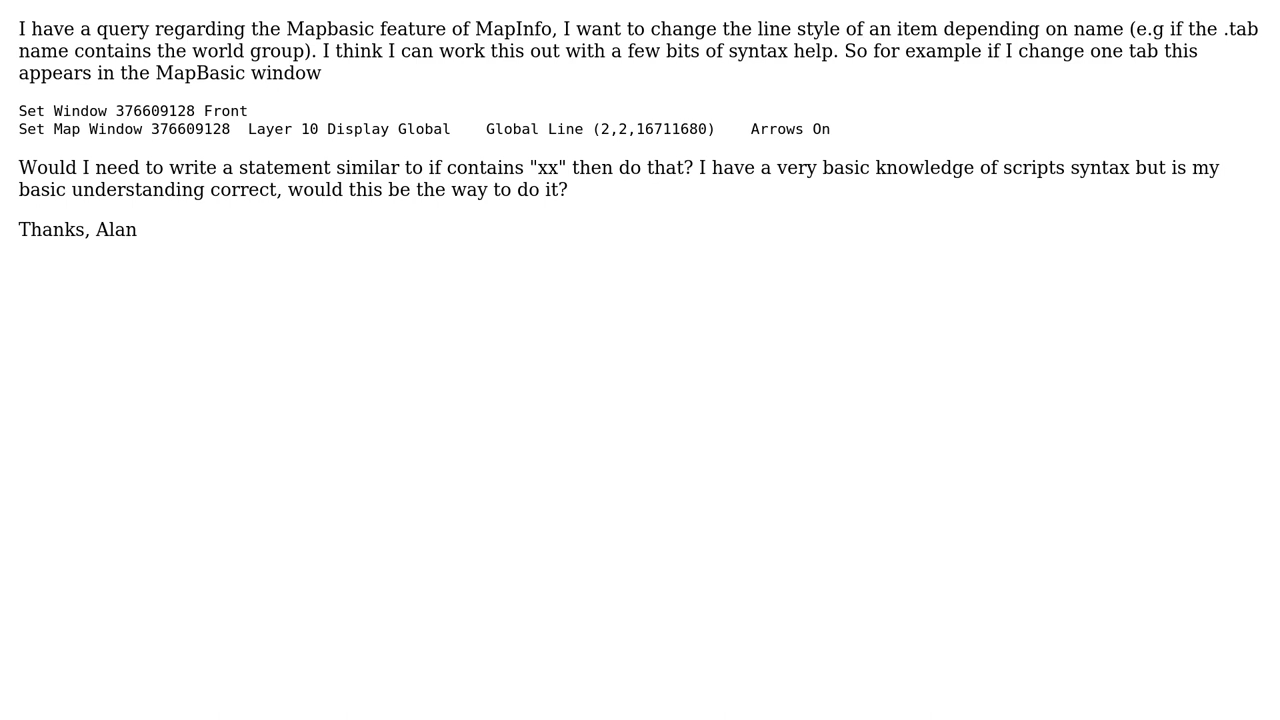 I have a query regarding the Mapbasic feature of MapInfo, I want to change the line style of an item depending on name (e.g if the .tab
name contains the world group). I think I can work this out with a few bits of syntax help. So for example if I change one tab this
appears in the MapBasic window
Set Window 376609128 Front
Set Map Window 376609128  Layer 10 Display Global    Global Line (2,2,16711680)    Arrows On
Would I need to write a statement similar to if contains "xx" then do that? I have a very basic knowledge of scripts syntax but is my
basic understanding correct, would this be the way to do it?
Thanks, Alan